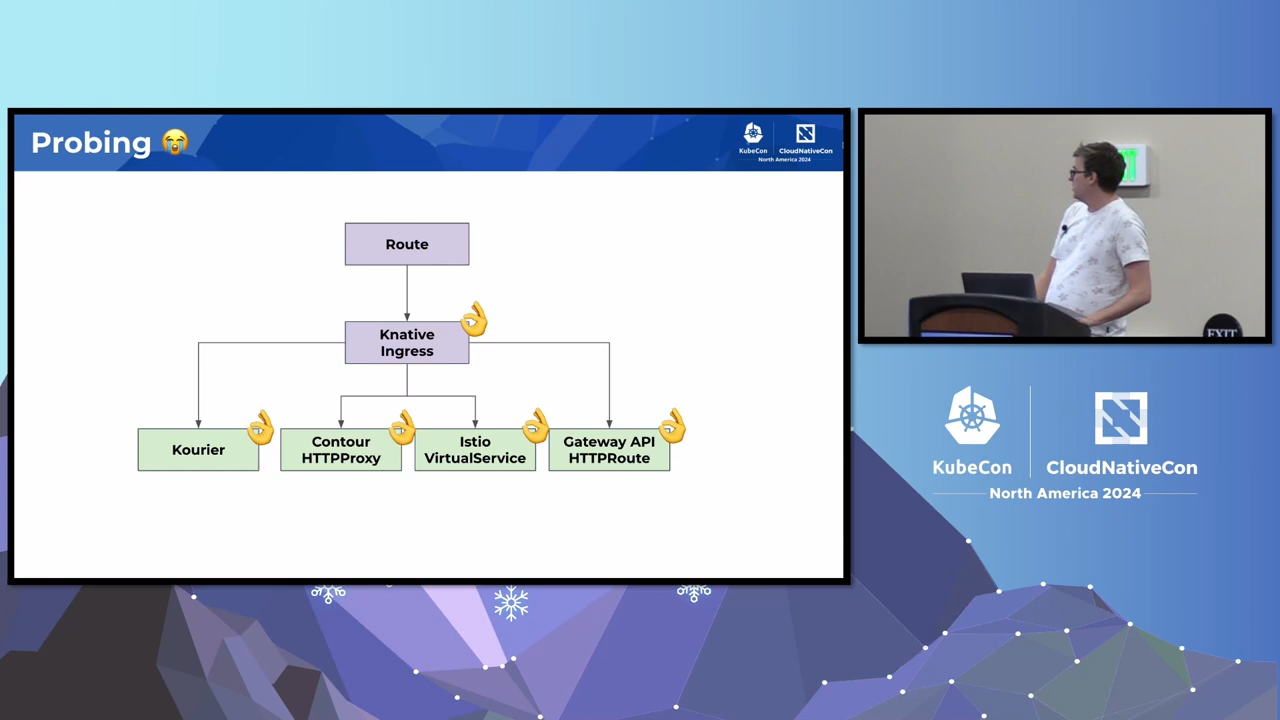 Probing 😭
KubeCon
CloudNativeCon
North America 2024
Route
Knative
Ingress
Kourier
Contour
HTTPProxy
Istio
VirtualService
Gateway API
HTTPRoute
EXIT
KubeCon
CloudNativeCon
North America 2024